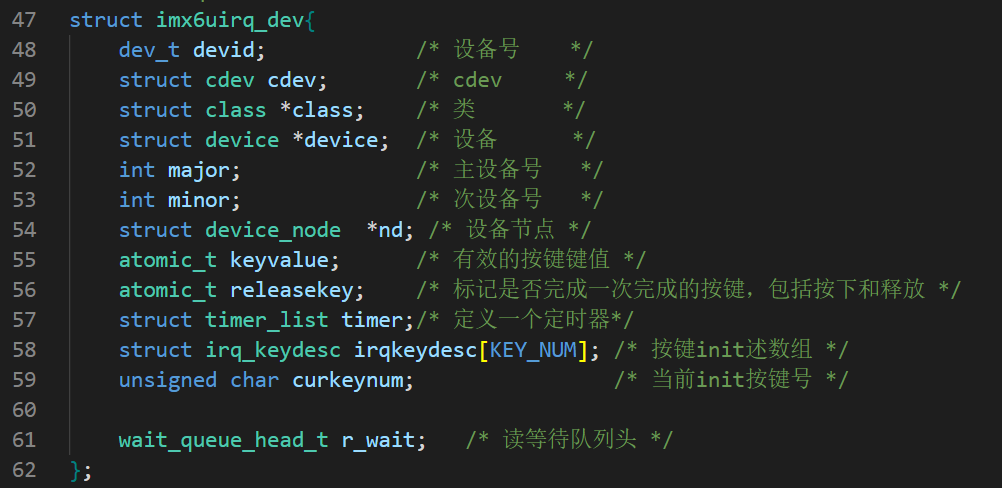 47 struct imx6uirq_dev{
48     dev_t devid;            /* 设备号    */
49     struct cdev cdev;       /* cdev     */
50     struct class *class;    /* 类       */
51     struct device *device;  /* 设备      */
52     int major;              /* 主设备号   */
53     int minor;              /* 次设备号   */
54     struct device_node  *nd; /* 设备节点 */
55     atomic_t keyvalue;      /* 有效的按键键值 */
56     atomic_t releasekey;    /* 标记是否完成一次完成的按键，包括按下和释放 */
57     struct timer_list timer;/* 定义一个定时器*/
58     struct irq_keydesc irqkeydesc[KEY_NUM]; /* 按键init述数组 */
59     unsigned char curkeynum;                /* 当前init按键号 */
60
61     wait_queue_head_t r_wait;   /* 读等待队列头 */
62 };